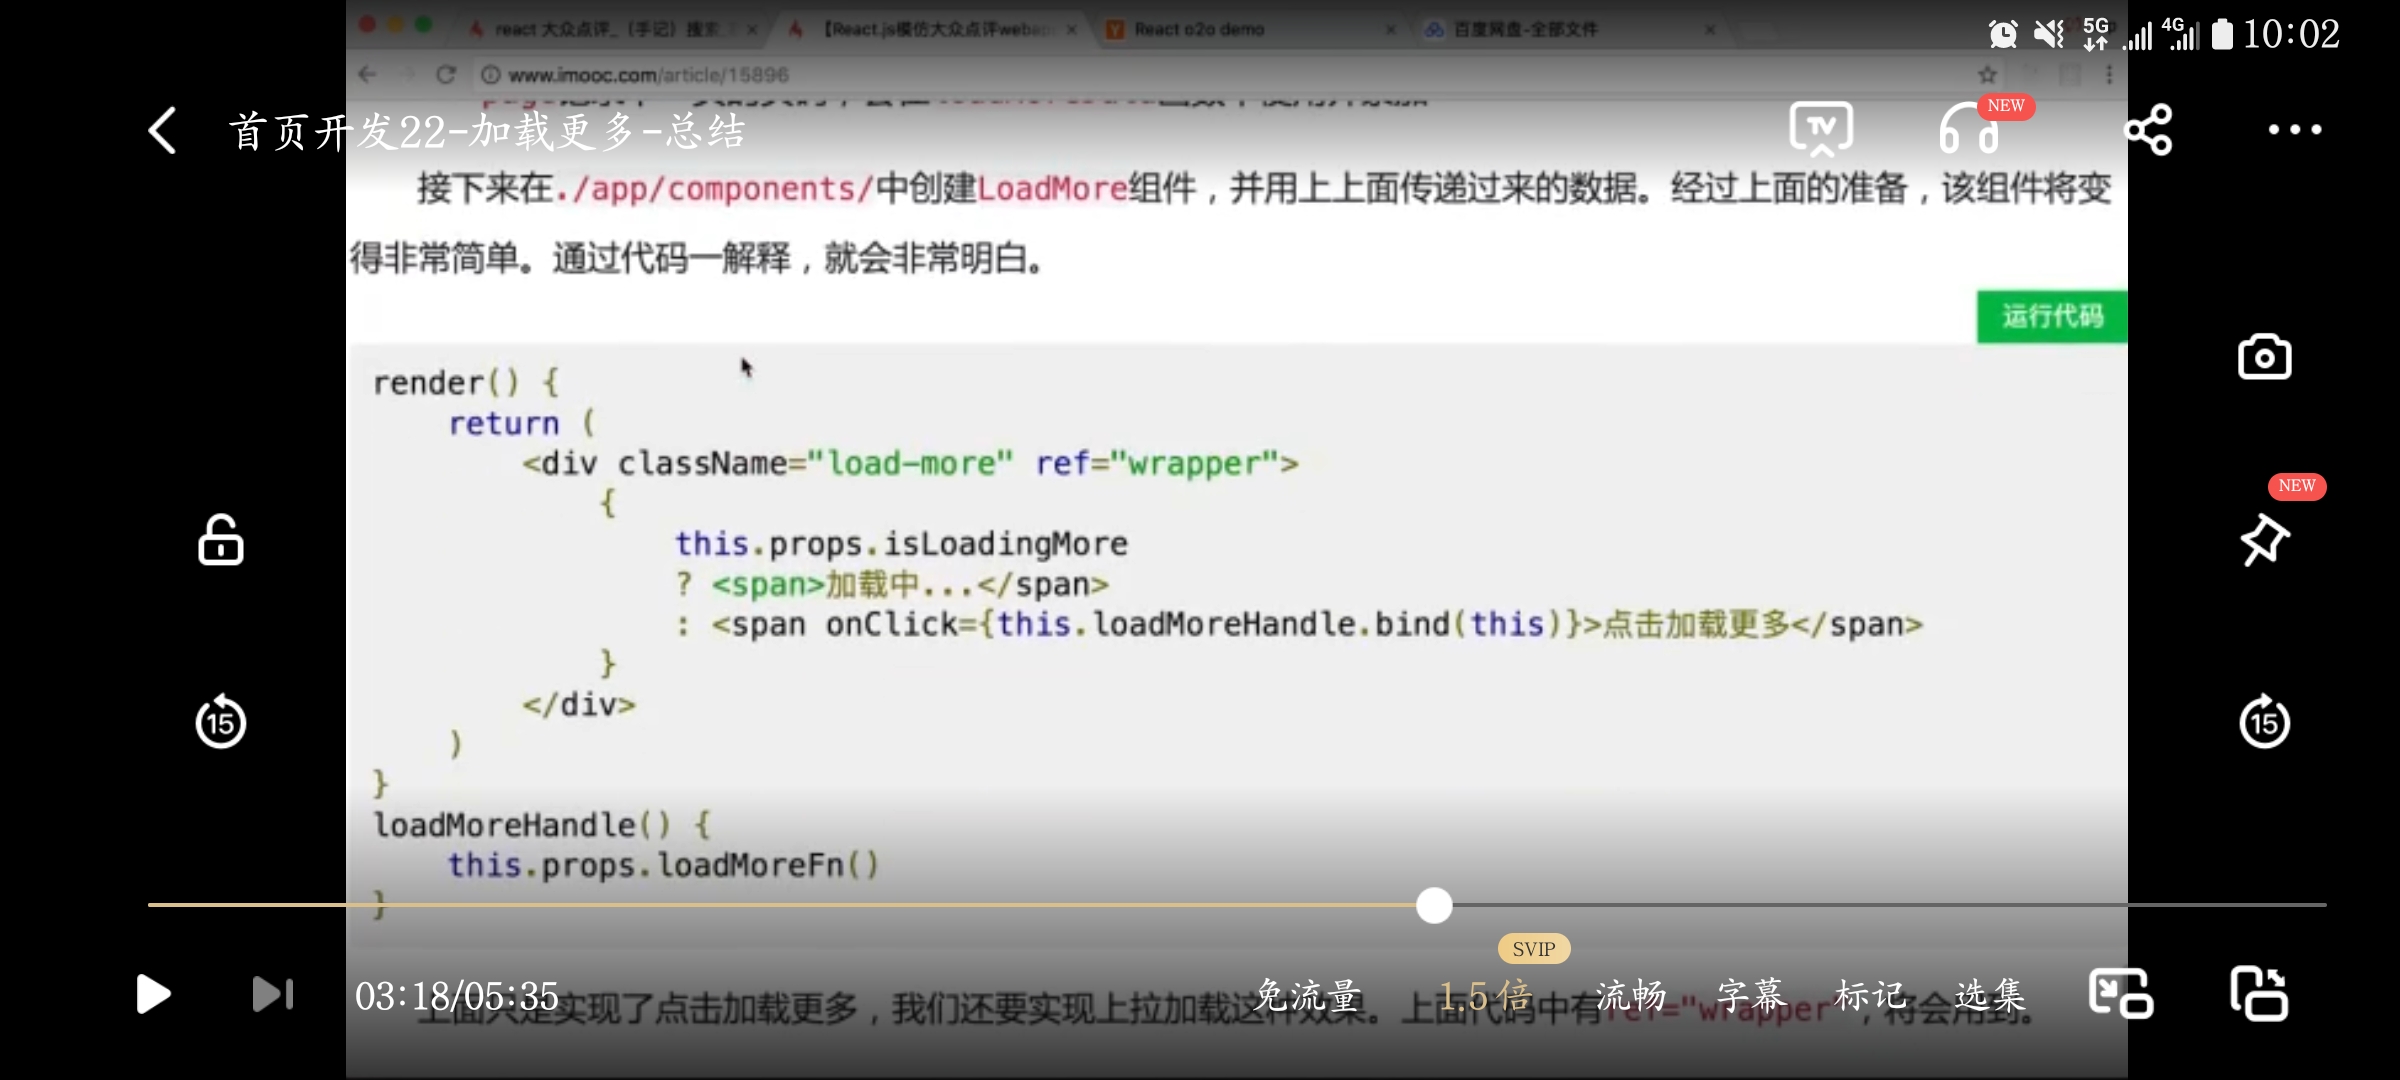 react 大众点评_ (手记) 搜索
【React.js模仿大众点评weba
React o2o demo
百度网盘-全部文件
5G
4G
10:02
www.imooc.com/article/15896
首页开发22-加载更多-总结
TV
NEW
接下来在./app/components/中创建LoadMore组件，并用上上面传递过来的数据。经过上面的准备，该组件将变
得非常简单。通过代码一解释，就会非常明白。
运行代码
render() {
return (
<div className="load-more" ref="wrapper">
{
this.props.isLoadingMore
? <span>加载中...</span>
: <span onClick={this.loadMoreHandle.bind(this)}>点击加载更多</span>
}
</div>
)
}
loadMoreHandle() {
this.props.loadMoreFn()
}
NEW
15
15
SVIP
03:18/05:35
免流量
1.5倍
流畅
字幕
标记
选集
上面只是实现了点击加载更多，我们还要实现上拉加载这种效果。上面代码中有ref="wrapper"，将会用到。